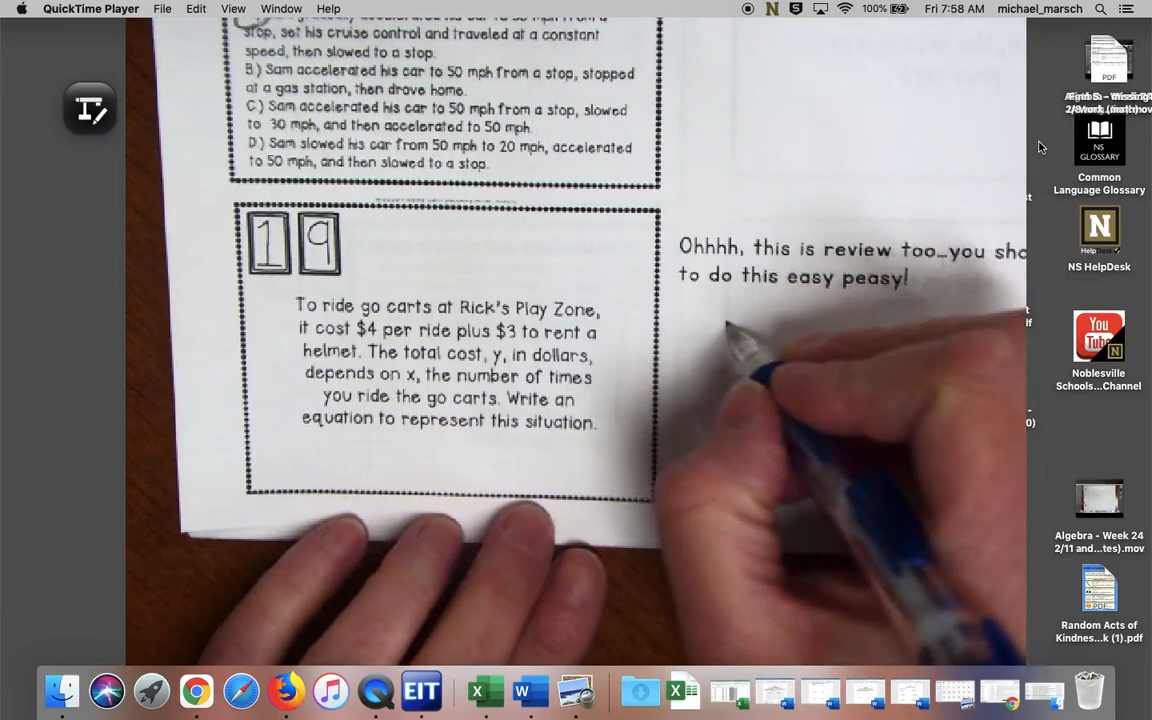 QuickTime Player File Edit View Window Help
100% Fri 7:58 AM michael_marsch
stop, set his cruise control and traveled at a constant
speed, then slowed to a stop.
B.) Sam accelerated his car to 50 mph from a stop, stopped
at a gas station, then drove home.
C.) Sam accelerated his car to 50 mph from a stop, slowed
to 30 mph, and then accelerated to 50 mph.
D.) Sam slowed his car from 50 mph to 20 mph, accelerated
to 50 mph, and then slowed to a stop.
19
To ride go carts at Rick's Play Zone,
it cost $4 per ride plus $3 to rent a
helmet. The total cost, y, in dollars,
depends on x, the number of times
you ride the go carts. Write an
equation to represent this situation.
Ohhhh, this is review too...you sho
to do this easy peasy!
PDF
NS
GLOSSARY
Common
Language Glossary
N
HelpDesk
NS HelpDesk
You
Tube
N
Noblesville
Schools...Channel
Algebra - Week 24
2/11 and...tes).mov
PDF
Random Acts of
Kindnes...k (1).pdf
EIT